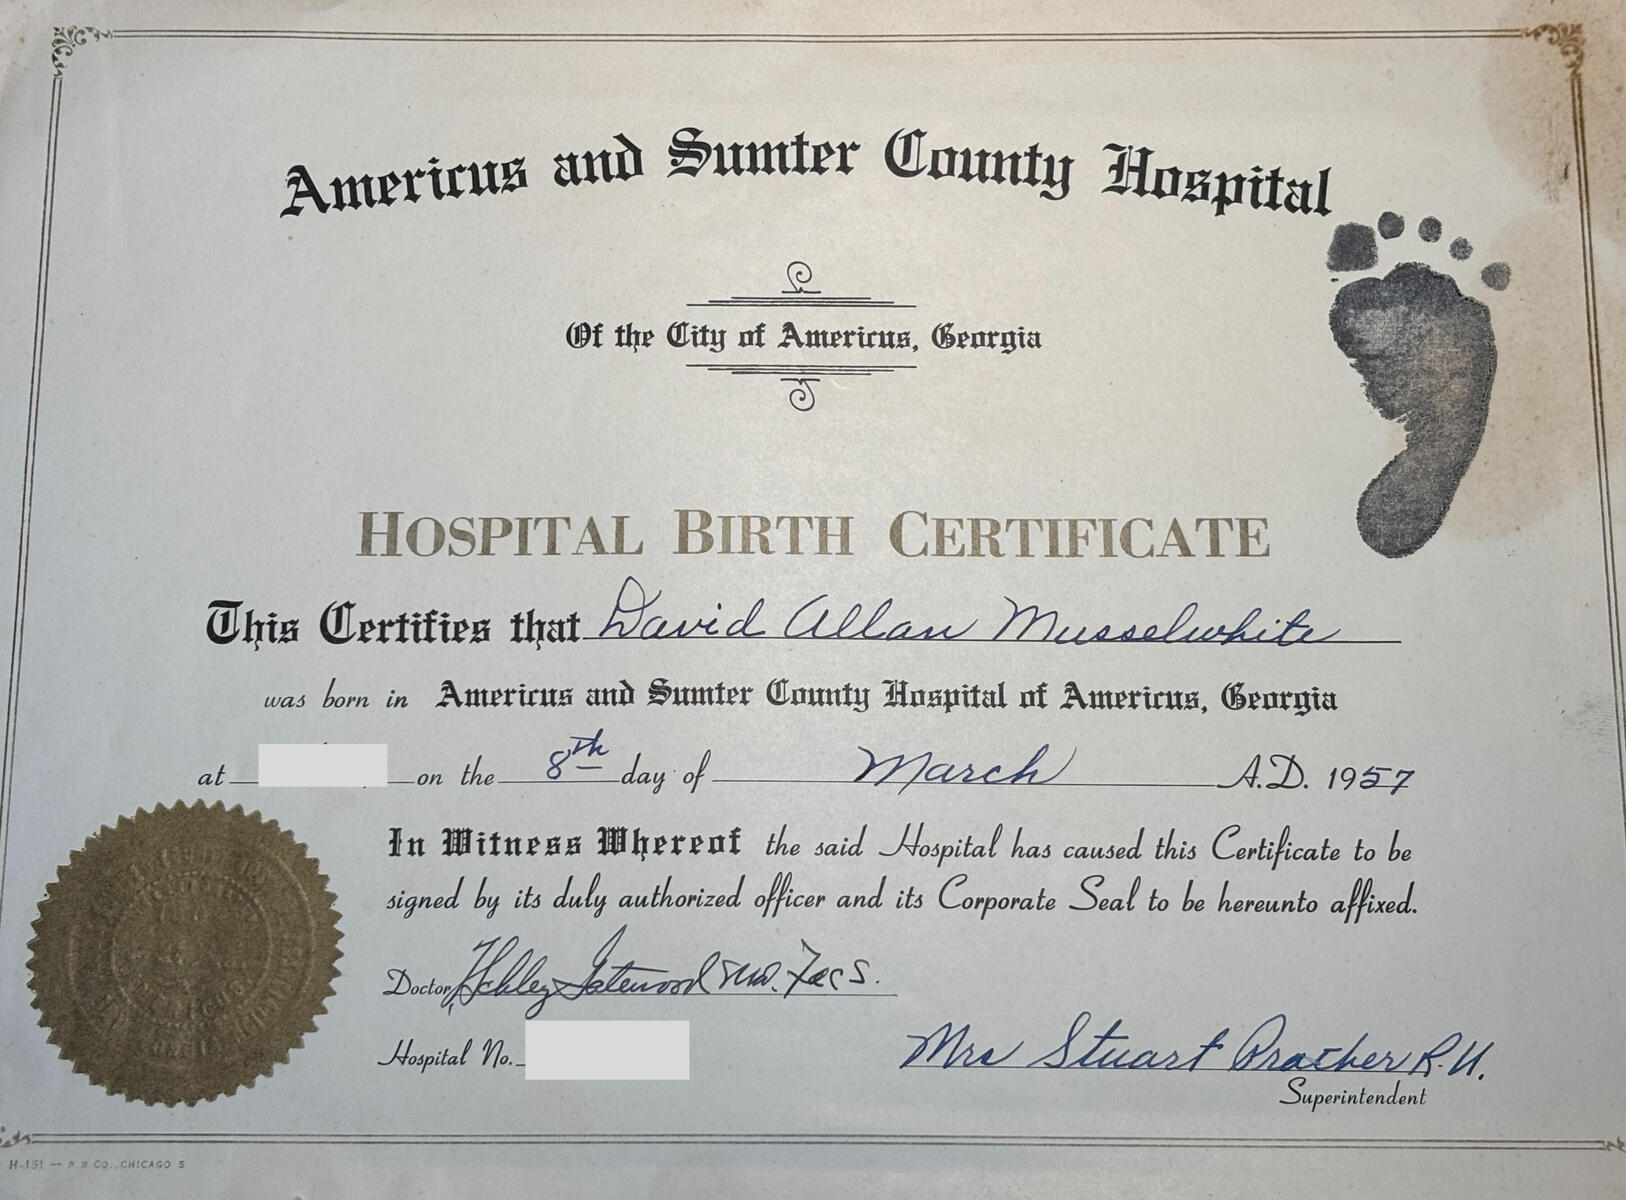 Americus and Sumter County Hospital
Of the City of Americus, Georgia
HOSPITAL BIRTH CERTIFICATE
This Certifies that David Allan Musselwhite
was born in Americus and Sumter County Hospital of Americus, Georgia
at on the 8th day of March A.D. 1957
In Witness Whereof the said Hospital has caused this Certificate to be
signed by its duly authorized officer and its Corporate Seal to be hereunto affixed.
Doctor Gatewood
Hospital No.
Mrs Stuart Prather R.N.
Superintendent
H-151 — P R CO., CHICAGO 5